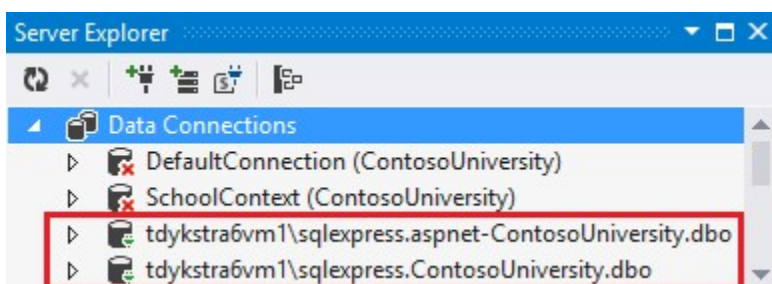 Server Explorer
Data Connections
DefaultConnection (ContosoUniversity)
SchoolContext (ContosoUniversity)
tdykstra6vm1\sqlexpress.aspnet-ContosoUniversity.dbo
tdykstra6vm1\sqlexpress.ContosoUniversity.dbo